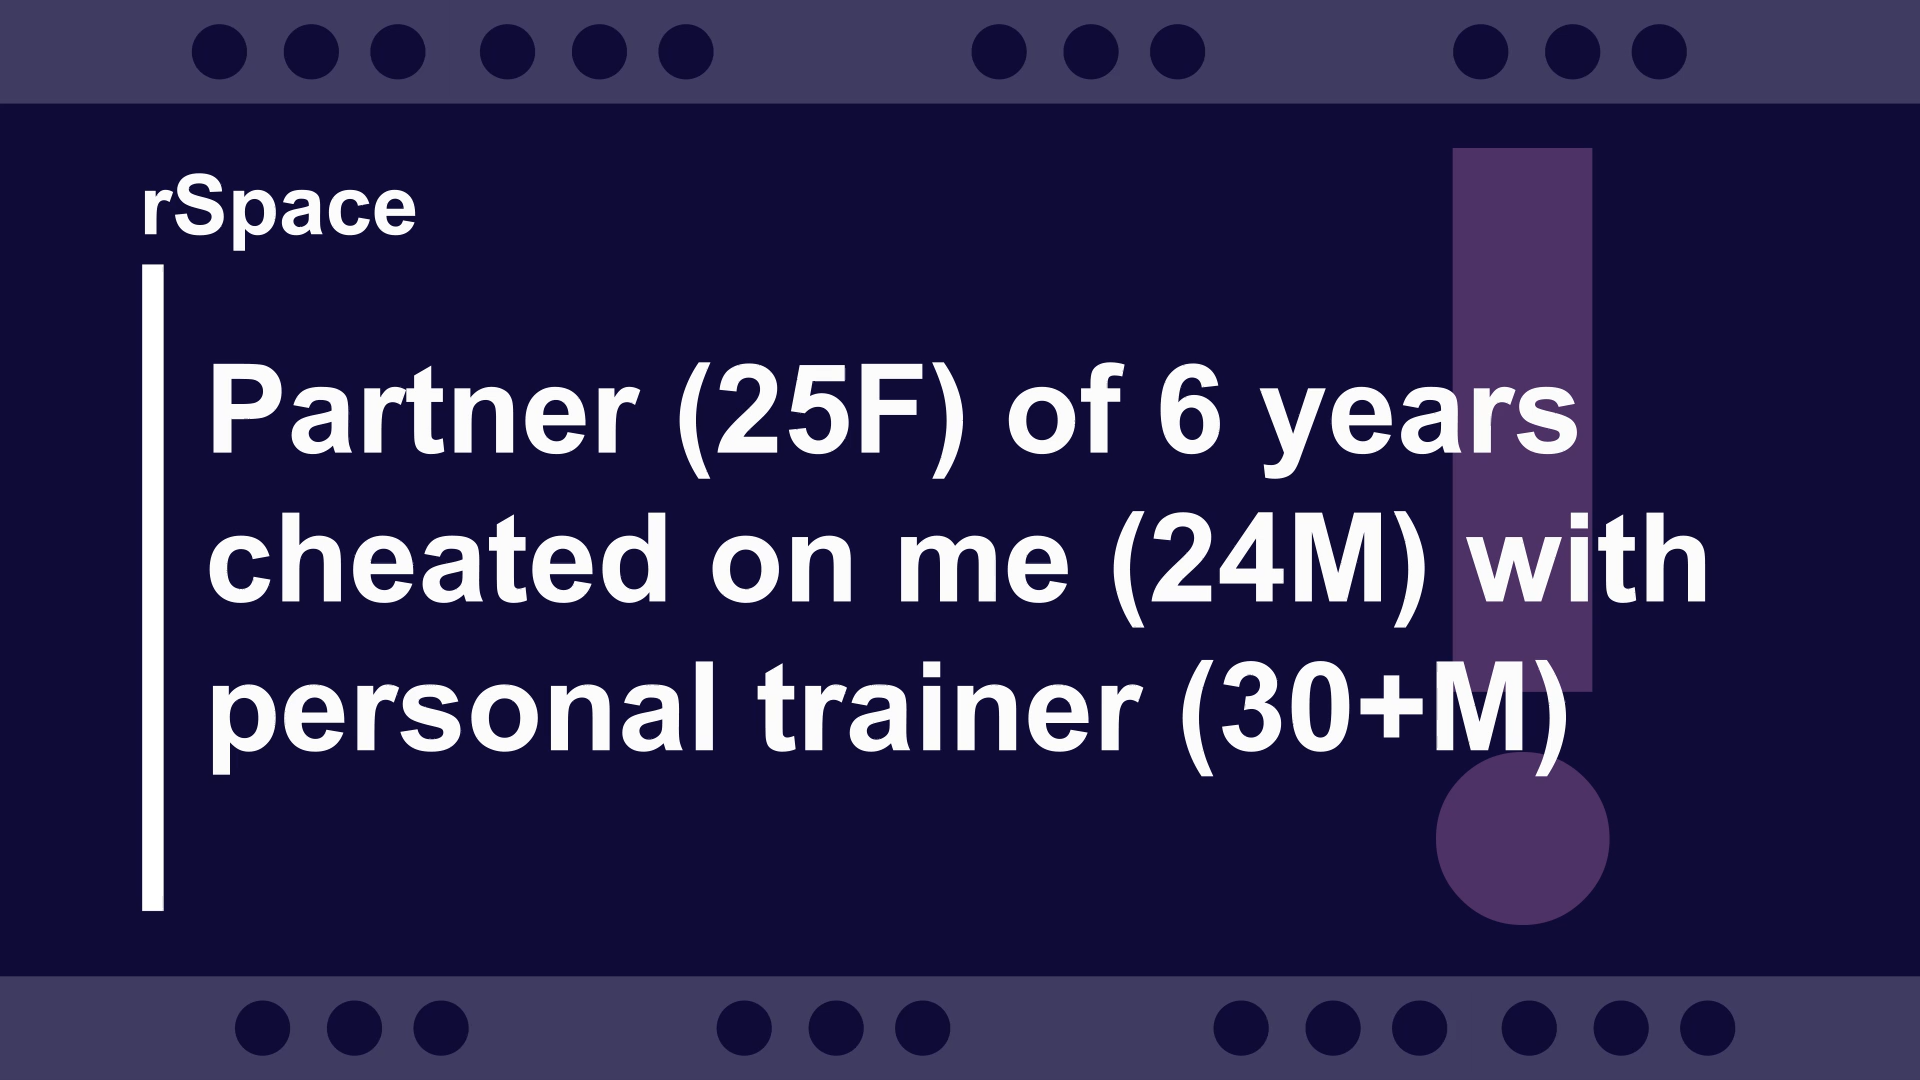 rSpace
Partner (25F) of 6 years
cheated on me (24M) with
personal trainer (30+M)